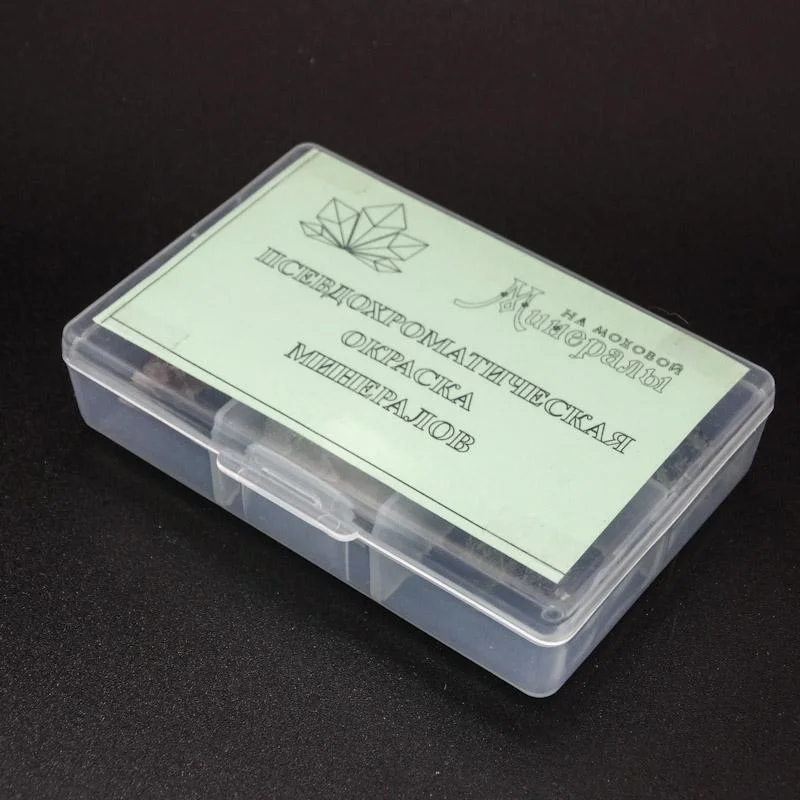 НА МОХОВОЙ
Минералы
ПСЕВДОХРОМАТИЧЕСКАЯ
ОКРАСКА
МИНЕРАЛОВ